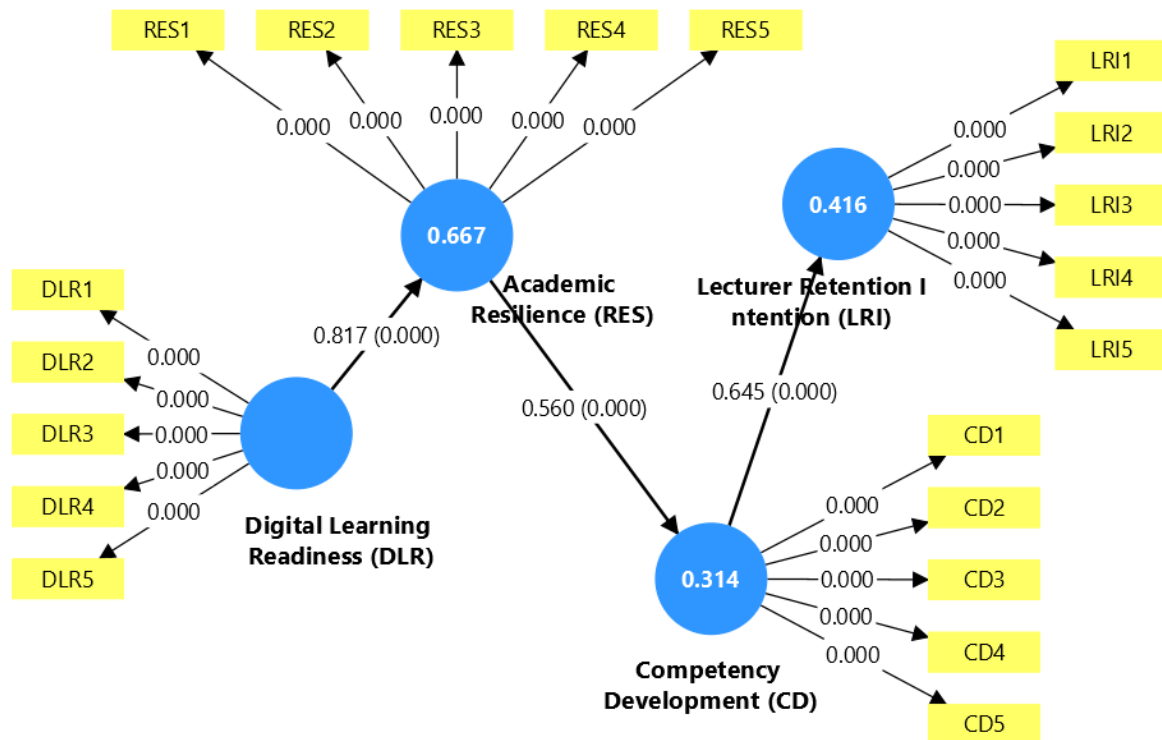 RES1
RES2
RES3
RES4
RES5
0.000
0.000
0.000
0.000
0.000
0.667
Academic
Resilience (RES)
LRI1
LRI2
LRI3
LRI4
LRI5
0.000
0.000
0.000
0.000
0.000
0.416
Lecturer Retention I
ntention (LRI)
DLR1
DLR2
DLR3
DLR4
DLR5
0.000
0.000
0.000
0.000
0.000
Digital Learning
Readiness (DLR)
0.817 (0.000)
0.560 (0.000)
0.645 (0.000)
CD1
CD2
CD3
CD4
CD5
0.000
0.000
0.000
0.000
0.000
0.314
Competency
Development (CD)